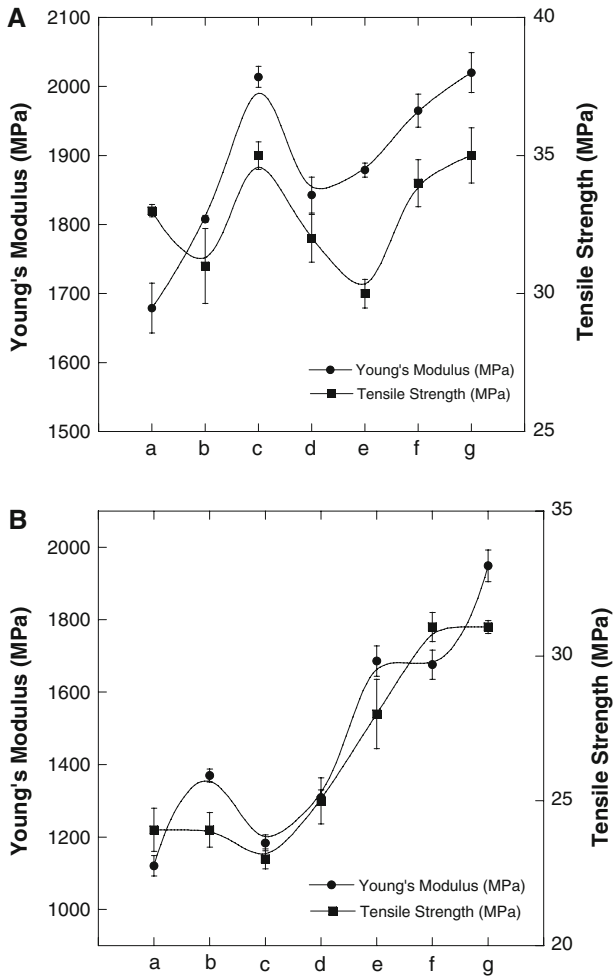 A
2100
2000
1900
1800
1700
1600
1500
Young's Modulus (MPa)
40
35
30
25
Tensile Strength (MPa)
Young's Modulus (MPa)
Tensile Strength (MPa)
a b c d e f g
B
2000
1800
1600
1400
1200
1000
Young's Modulus (MPa)
35
30
25
20
Tensile Strength (MPa)
Young's Modulus (MPa)
Tensile Strength (MPa)
a b c d e f g